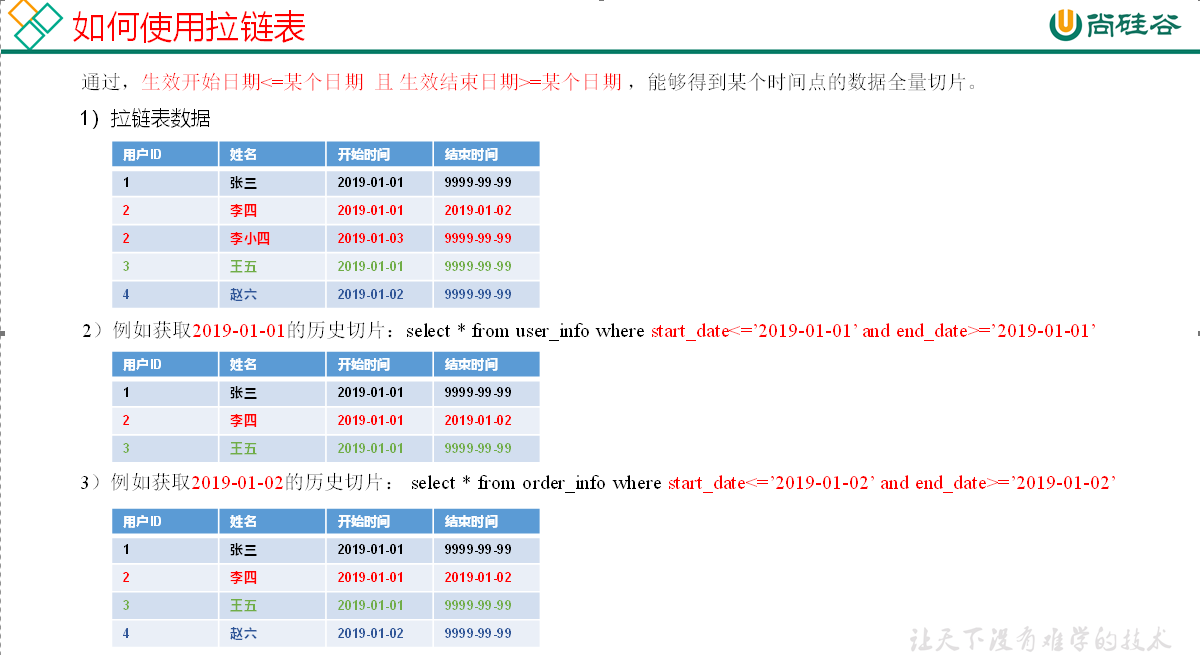 如何使用拉链表
尚硅谷
通过，生效开始日期<=某个日期 且 生效结束日期>=某个日期 ，能够得到某个时间点的数据全量切片。
1）拉链表数据
用户ID 姓名 开始时间 结束时间
1 张三 2019-01-01 9999-99-99
2 李四 2019-01-01 2019-01-02
2 李小四 2019-01-03 9999-99-99
3 王五 2019-01-01 9999-99-99
4 赵六 2019-01-02 9999-99-99
2）例如获取2019-01-01的历史切片：select * from user_info where start_date<=’2019-01-01’ and end_date>=’2019-01-01’
用户ID 姓名 开始时间 结束时间
1 张三 2019-01-01 9999-99-99
2 李四 2019-01-01 2019-01-02
3 王五 2019-01-01 9999-99-99
3）例如获取2019-01-02的历史切片： select * from order_info where start_date<=’2019-01-02’ and end_date>=’2019-01-02’
用户ID 姓名 开始时间 结束时间
1 张三 2019-01-01 9999-99-99
2 李四 2019-01-01 2019-01-02
3 王五 2019-01-01 9999-99-99
4 赵六 2019-01-02 9999-99-99
让天下没有难学的技术